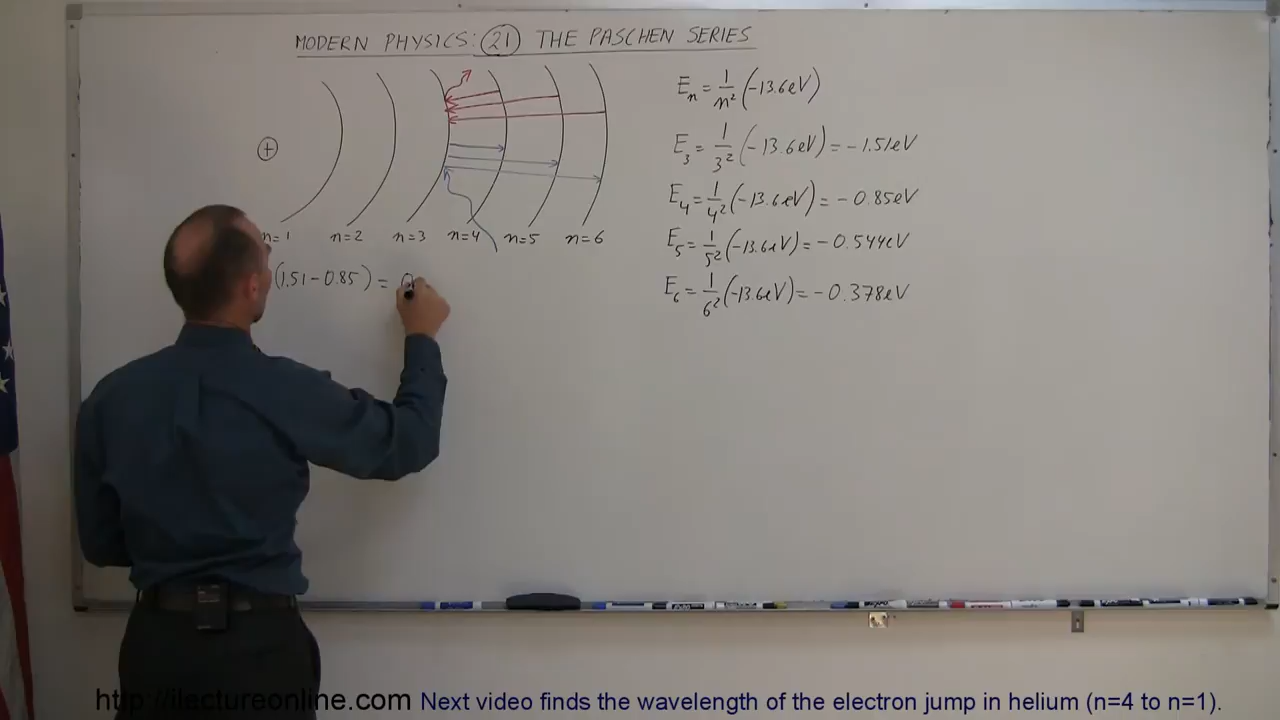 MODERN PHYSICS: 21 THE PASCHEN SERIES
+
n=1 n=2 n=3 n=4 n=5 n=6
(1.51-0.85) = 0
Eₙ = 1/n² (-13.6eV)
E₃ = 1/3² (-13.6eV) = -1.51eV
E₄ = 1/4² (-13.6eV) = -0.85eV
E₅ = 1/5² (-13.6eV) = -0.544eV
E₆ = 1/6² (-13.6eV) = -0.378eV
http://ilectureonline.com Next video finds the wavelength of the electron jump in helium (n=4 to n=1).